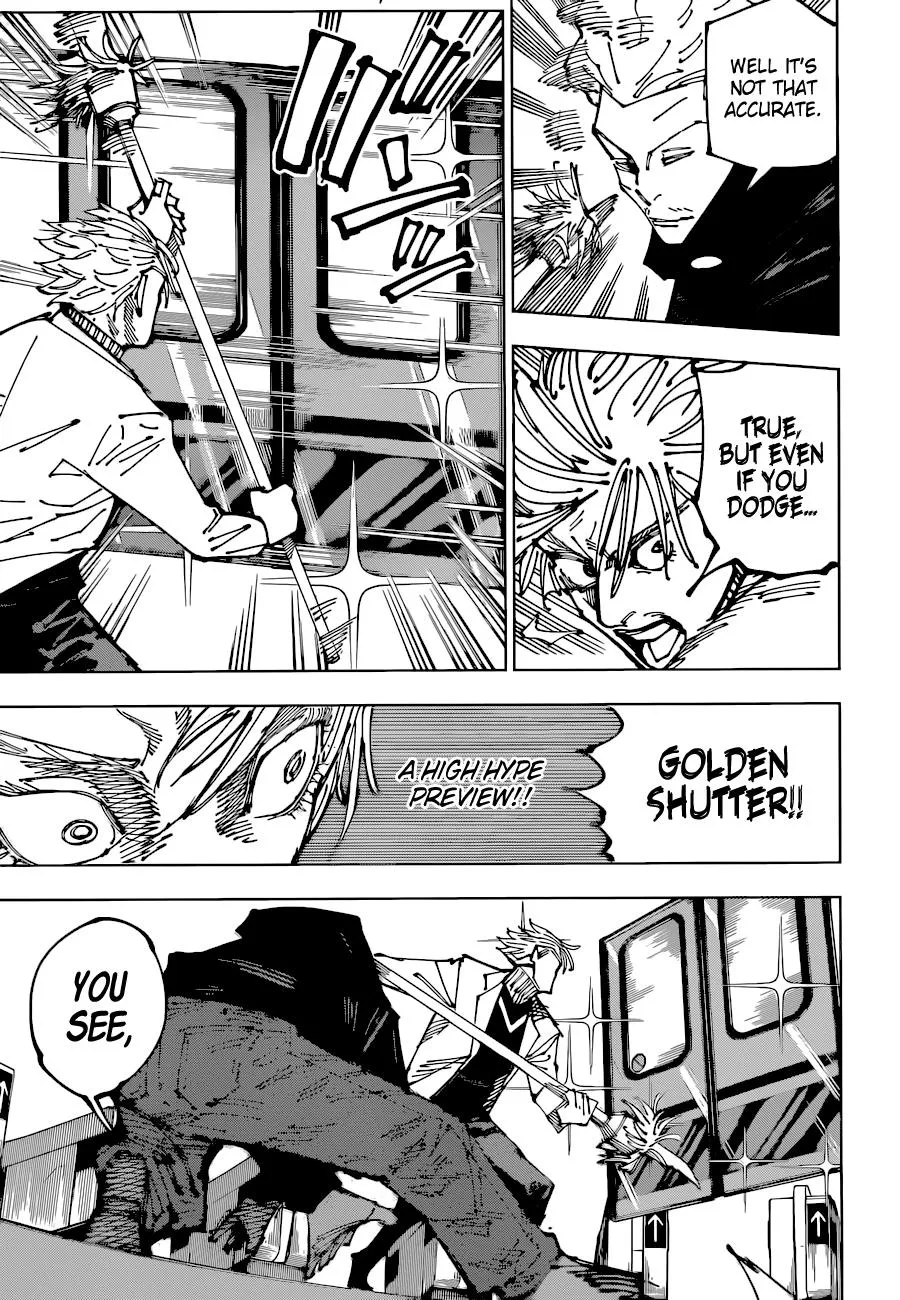 WELL IT'S
NOT THAT
ACCURATE.
TRUE,
BUT EVEN
IF YOU
DODGE...
GOLDEN
SHUTTER!!
A HIGH HYPE
PREVIEW!!
YOU
SEE,